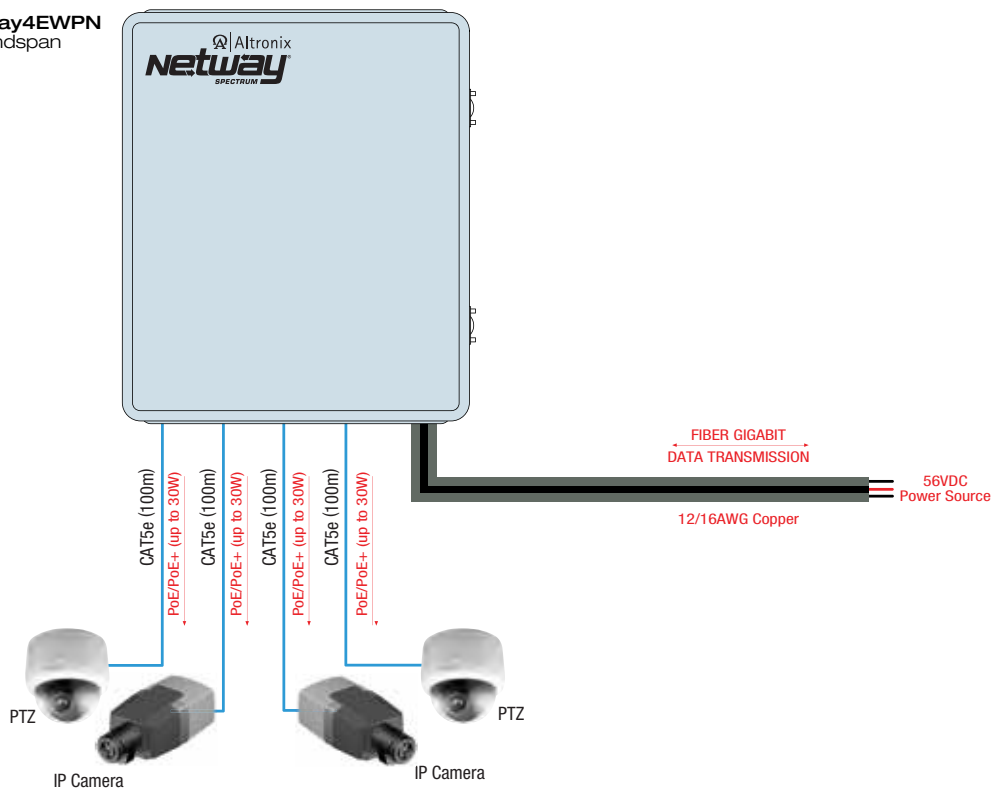 ay4EWPN
ndspan
Altronix
Netway®
SPECTRUM
FIBER GIGABIT
DATA TRANSMISSION
56VDC
Power Source
12/16AWG Copper
CAT5e (100m)
PoE/PoE+ (up to 30W)
CAT5e (100m)
PoE/PoE+ (up to 30W)
CAT5e (100m)
PoE/PoE+ (up to 30W)
CAT5e (100m)
PoE/PoE+ (up to 30W)
PTZ
PTZ
IP Camera
IP Camera